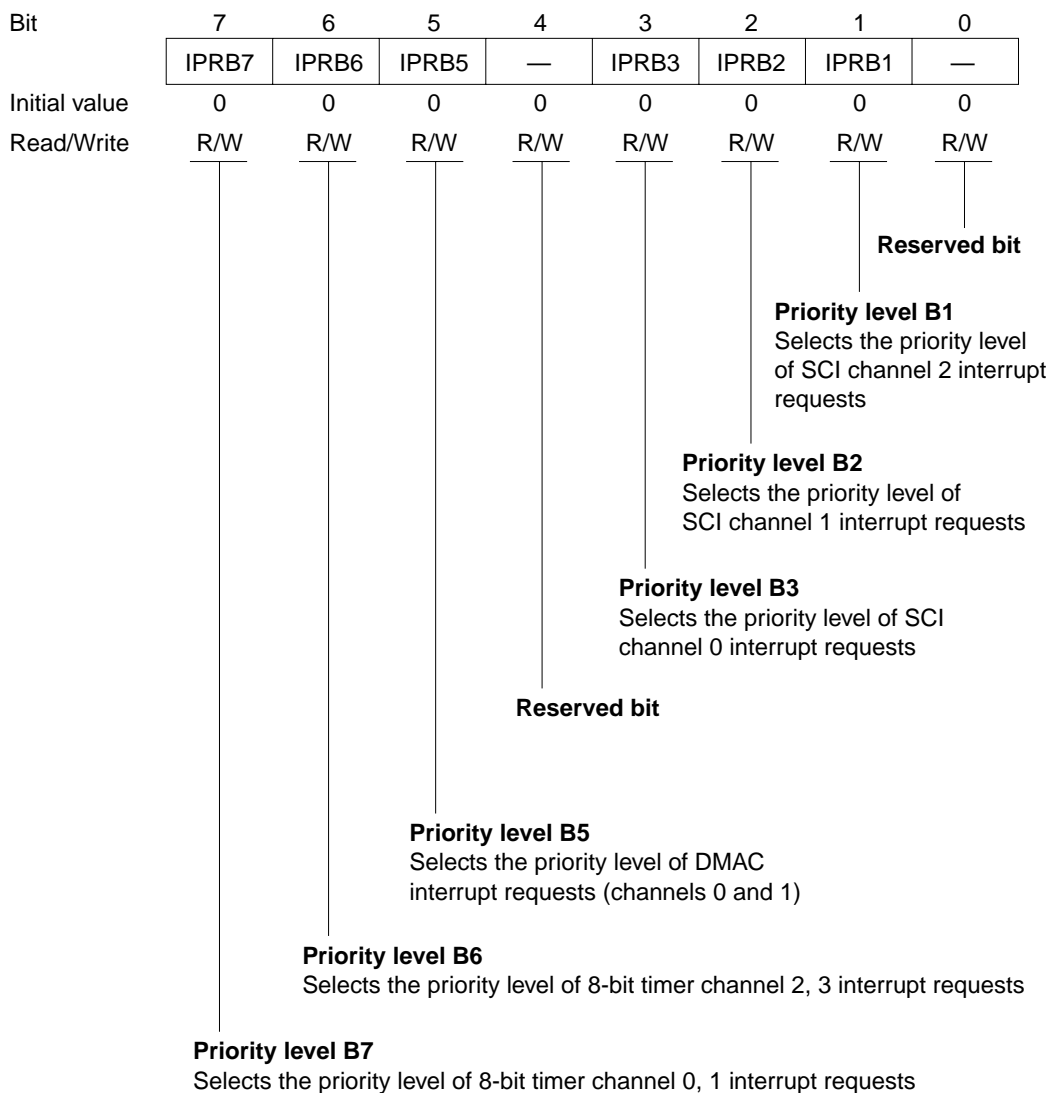 Bit 7 6 5 4 3 2 1 0
IPRB7 IPRB6 IPRB5 — IPRB3 IPRB2 IPRB1 —
Initial value 0 0 0 0 0 0 0 0
Read/Write R/W R/W R/W R/W R/W R/W R/W R/W
Reserved bit
Priority level B1
Selects the priority level
of SCI channel 2 interrupt
requests
Priority level B2
Selects the priority level of
SCI channel 1 interrupt requests
Priority level B3
Selects the priority level of SCI
channel 0 interrupt requests
Reserved bit
Priority level B5
Selects the priority level of DMAC
interrupt requests (channels 0 and 1)
Priority level B6
Selects the priority level of 8-bit timer channel 2, 3 interrupt requests
Priority level B7
Selects the priority level of 8-bit timer channel 0, 1 interrupt requests